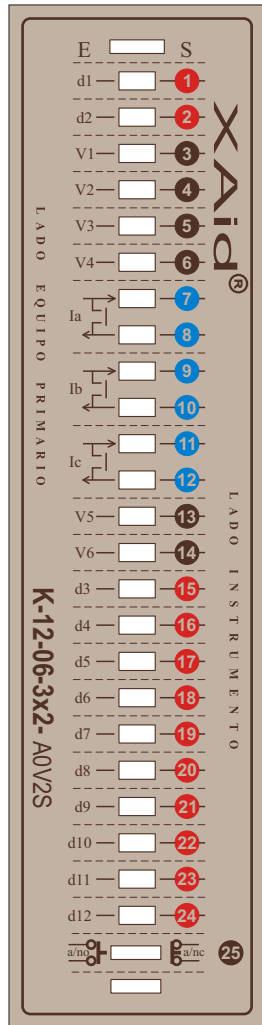 E S
d1 1
d2 2
V1 3
V2 4
V3 5
V4 6
Ia 7
8
Ib 9
10
Ic 11
12
V5 13
V6 14
d3 15
d4 16
d5 17
d6 18
d7 19
d8 20
d9 21
d10 22
d11 23
d12 24
a/no a/nc 25
LADO EQUIPO PRIMARIO
K-12-06-3x2- A0V2S
XAid®
LADO INSTRUMENTO